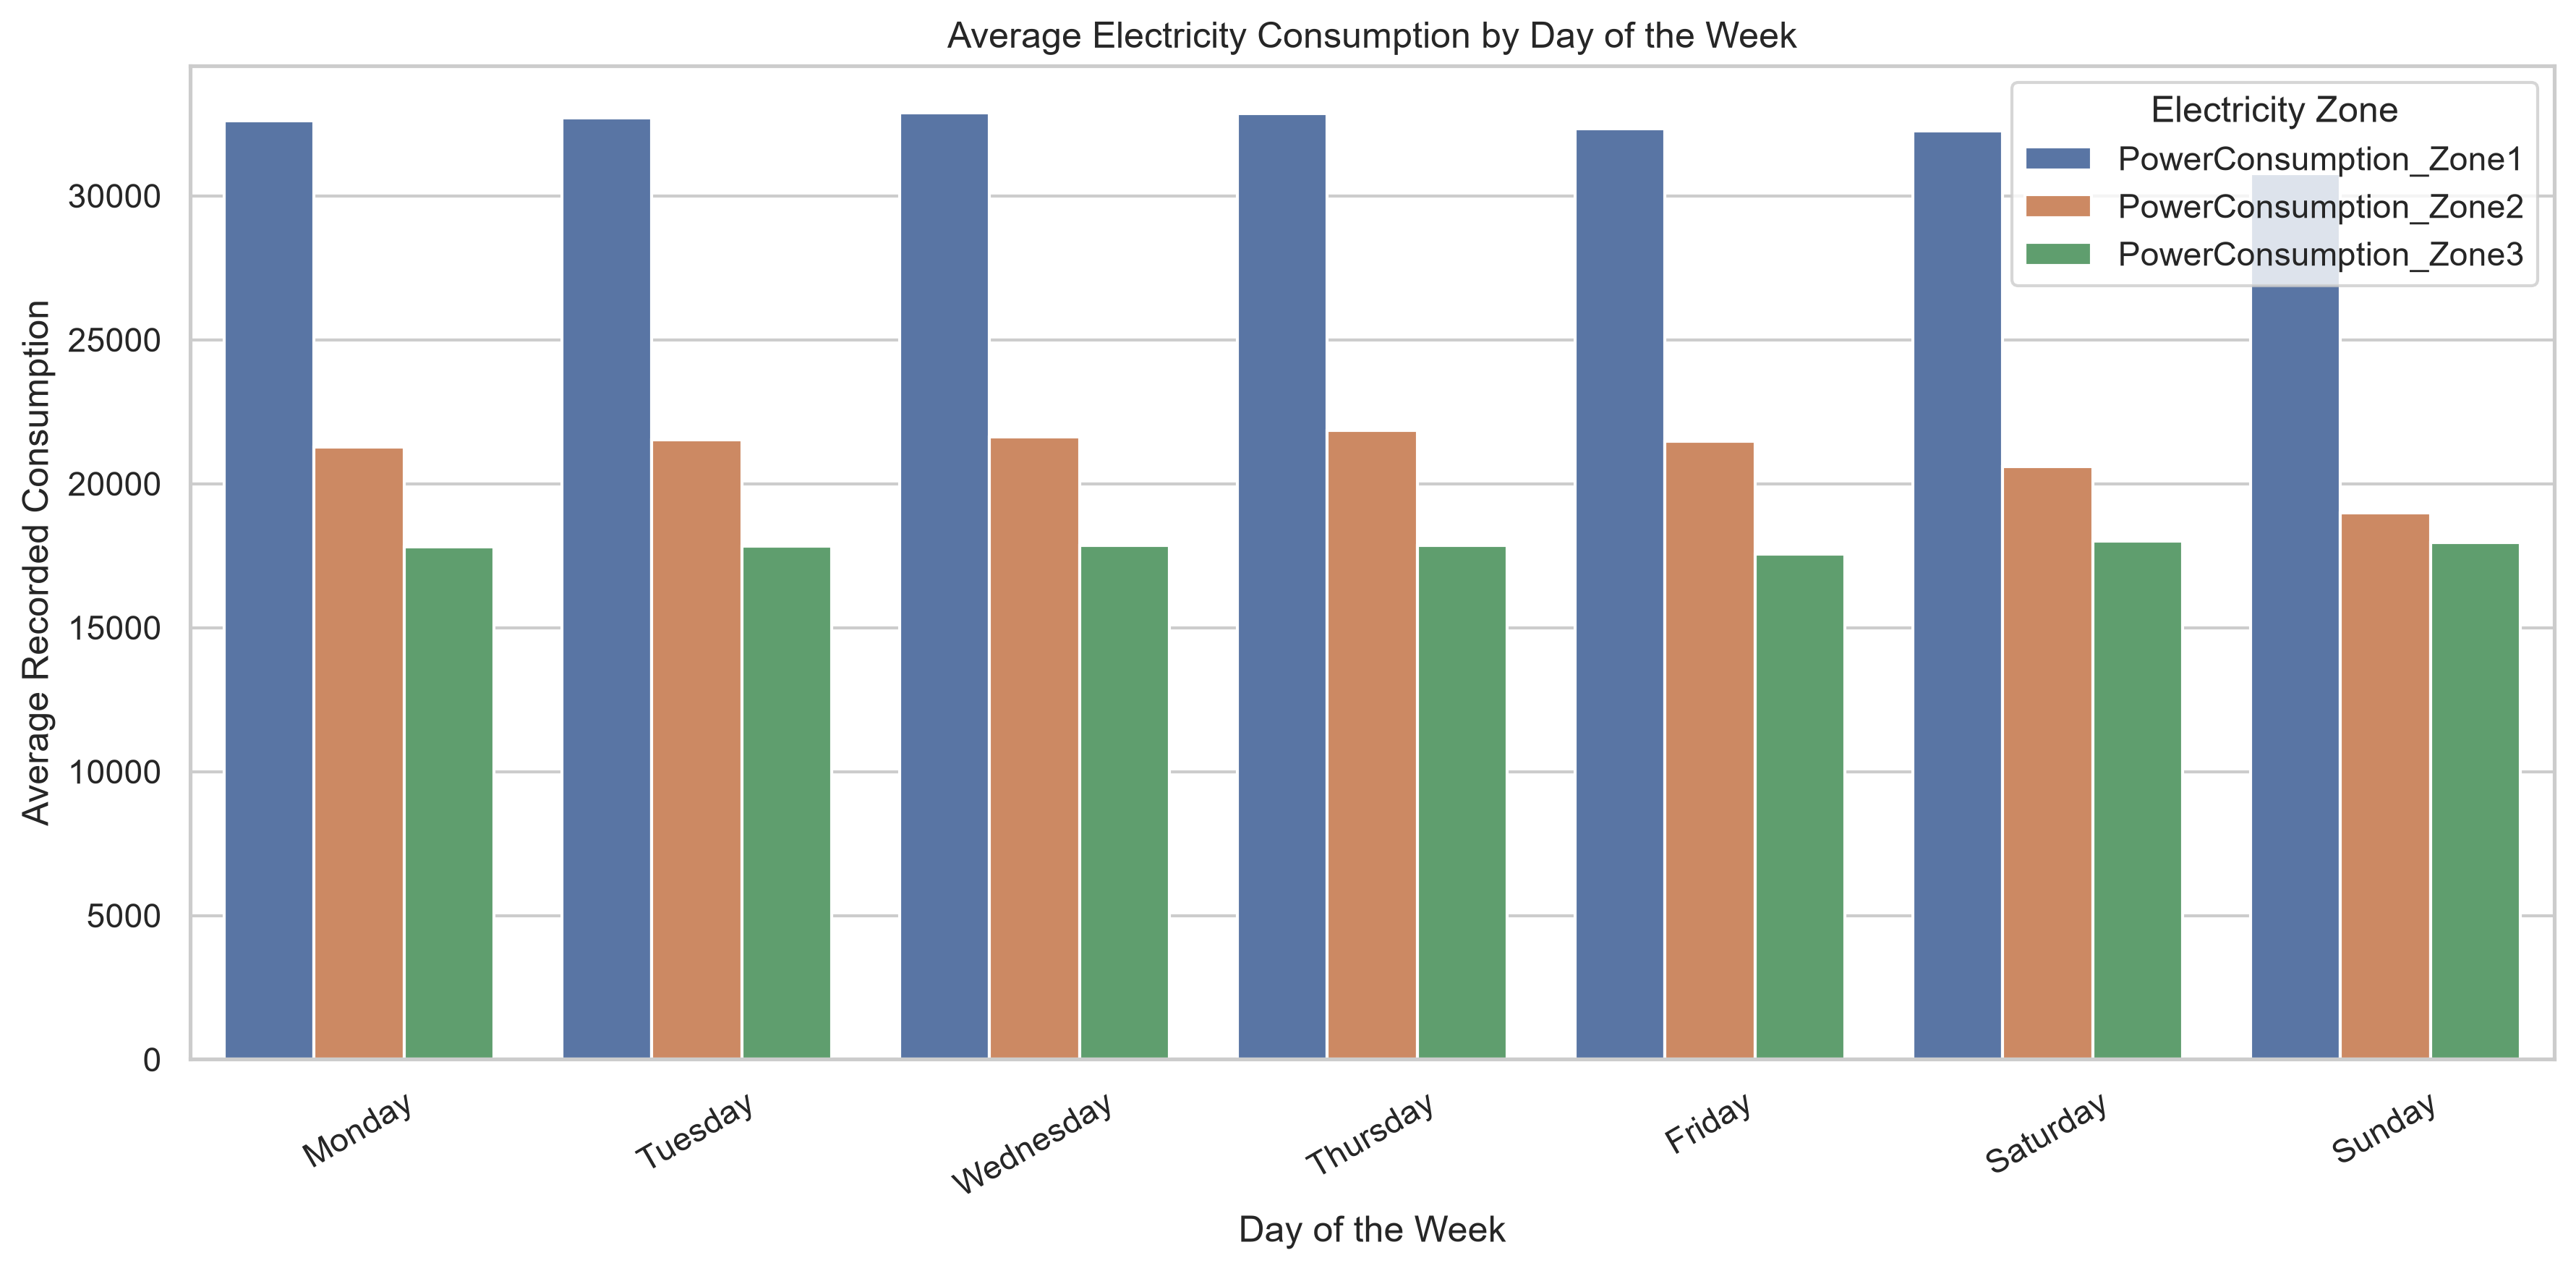 Average Electricity Consumption by Day of the Week
Electricity Zone
PowerConsumption_Zone1
PowerConsumption_Zone2
PowerConsumption_Zone3
Average Recorded Consumption
30000
25000
20000
15000
10000
5000
0
Monday
Tuesday
Wednesday
Thursday
Friday
Saturday
Sunday
Day of the Week